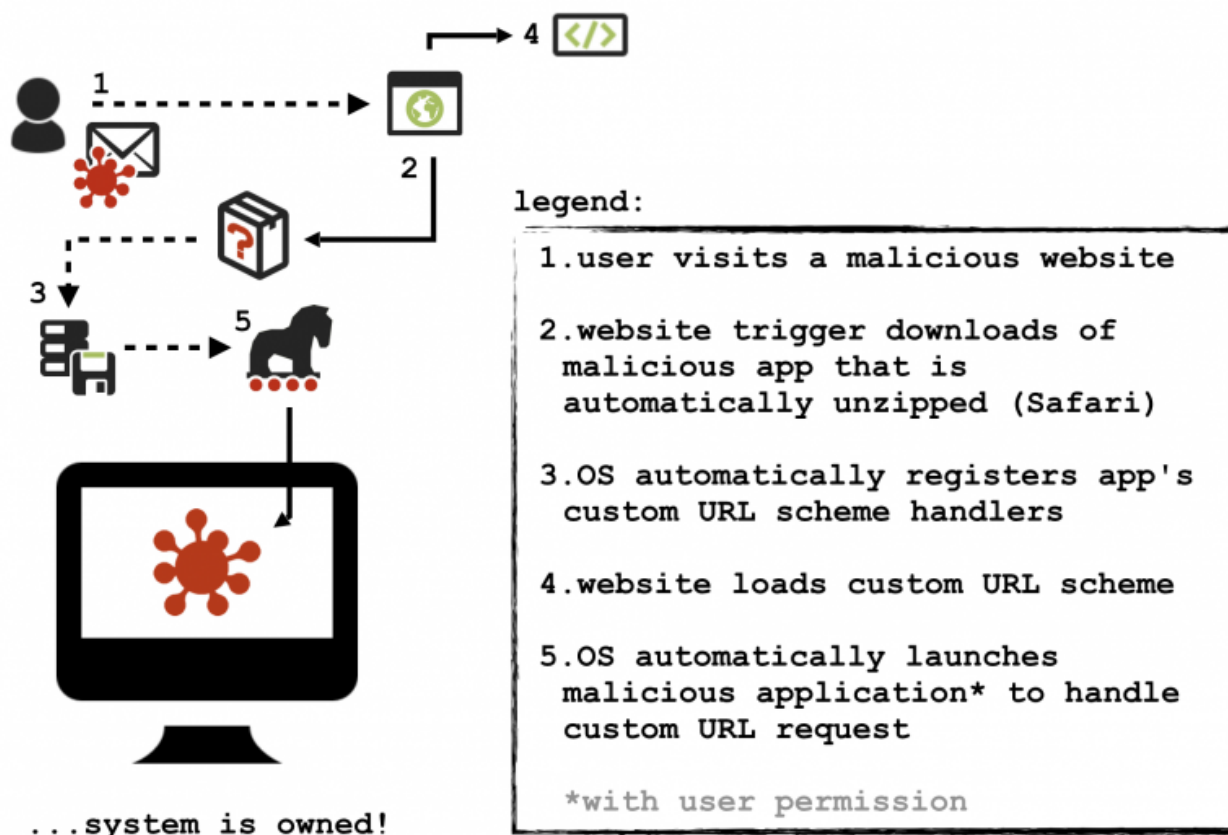 4 </>
1
2
legend:
1.user visits a malicious website
2.website trigger downloads of
malicious app that is
automatically unzipped (Safari)
3
5
3.OS automatically registers app's
custom URL scheme handlers
4.website loads custom URL scheme
5.OS automatically launches
malicious application* to handle
custom URL request
*with user permission
...system is owned!
?